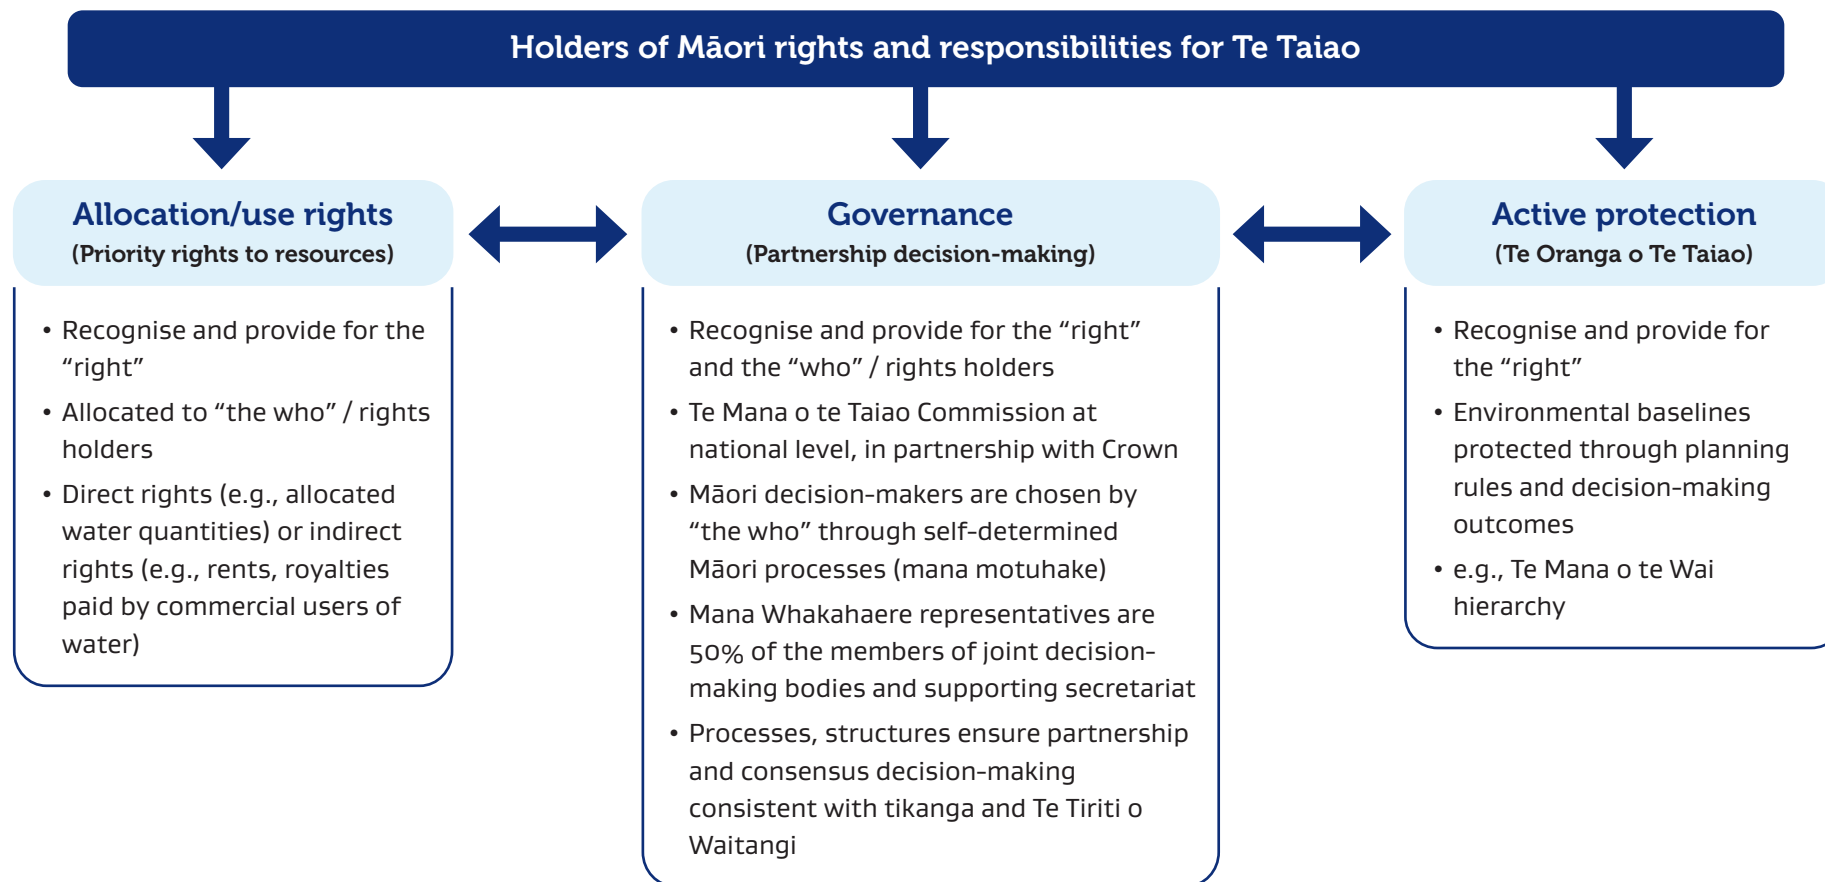 Holders of Māori rights and responsibilities for Te Taiao
Allocation/use rights
(Priority rights to resources)
• Recognise and provide for the
“right”
• Allocated to “the who” / rights
holders
• Direct rights (e.g., allocated
water quantities) or indirect
rights (e.g., rents, royalties
paid by commercial users of
water)
Governance
(Partnership decision-making)
• Recognise and provide for the “right”
and the “who” / rights holders
• Te Mana o te Taiao Commission at
national level, in partnership with Crown
• Māori decision-makers are chosen by
“the who” through self-determined
Māori processes (mana motuhake)
• Mana Whakahaere representatives are
50% of the members of joint decision-
making bodies and supporting secretariat
• Processes, structures ensure partnership
and consensus decision-making
consistent with tikanga and Te Tiriti o
Waitangi
Active protection
(Te Oranga o Te Taiao)
• Recognise and provide for
the “right”
• Environmental baselines
protected through planning
rules and decision-making
outcomes
• e.g., Te Mana o te Wai
hierarchy